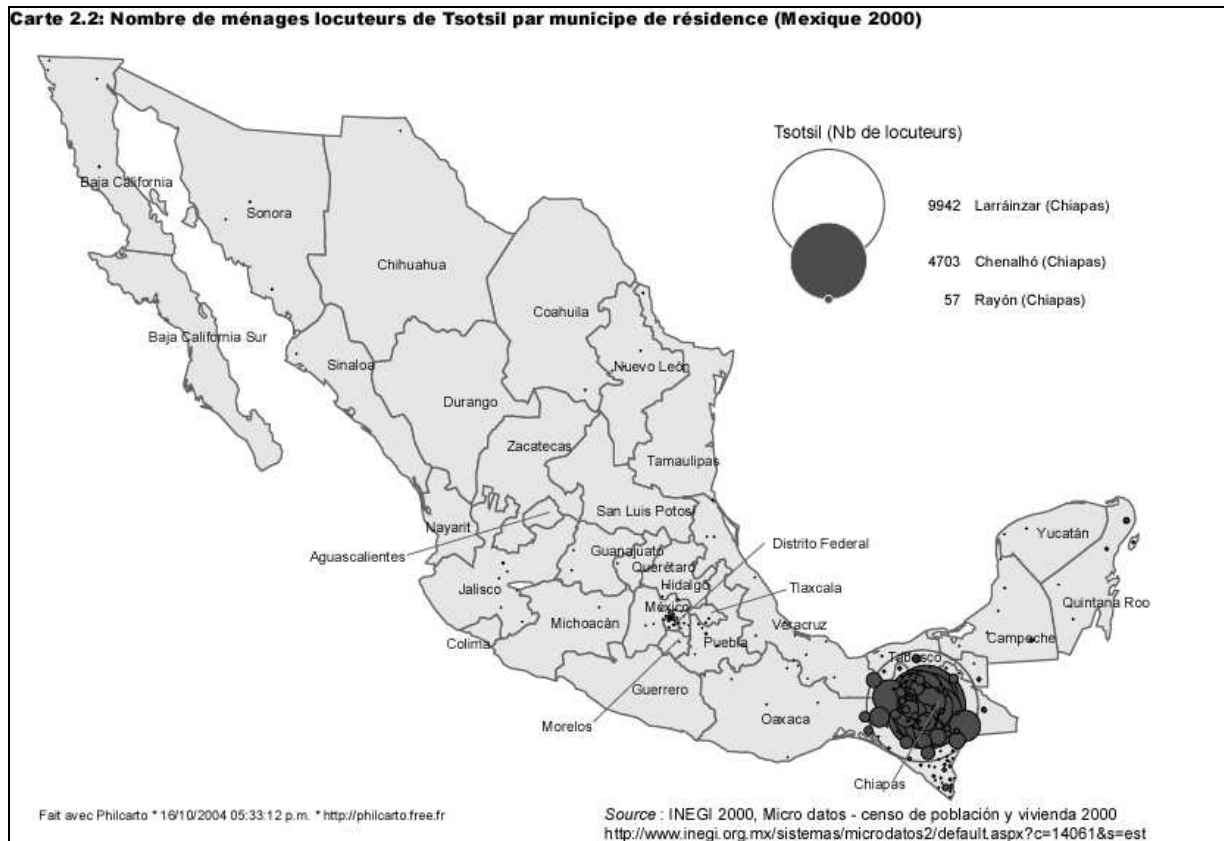 Carte 2.2: Nombre de ménages locuteurs de Tsotsil par municipe de résidence (Mexique 2000)
Tsotsil (Nb de locuteurs)
9942 Larráinzar (Chiapas)
4703 Chenalhó (Chiapas)
57 Rayón (Chiapas)
Baja California
Sonora
Chihuahua
Coahuila
Baja California Sur
Sinaloa
Nuevo León
Durango
Zacatecas
Tamaulipas
San Luis Potosí
Nayarit
Aguascalientes
Guanajuato
Distrito Federal
Yucatán
Querétaro
Hidalgo
Jalisco
Tlaxcala
México
Quintana Roo
Michoacàn
Veracruz
Colima
Puebla
Campeche
Tabasco
Guerrero
Oaxaca
Morelos
Chiapas
Fait avec Philcarto * 16/10/2004 05:33:12 p.m. * http://philcarto.free.fr
Source : INEGI 2000, Micro datos - censo de población y vivienda 2000
http://www.inegi.org.mx/sistemas/microdatos2/default.aspx?c=14061&s=est